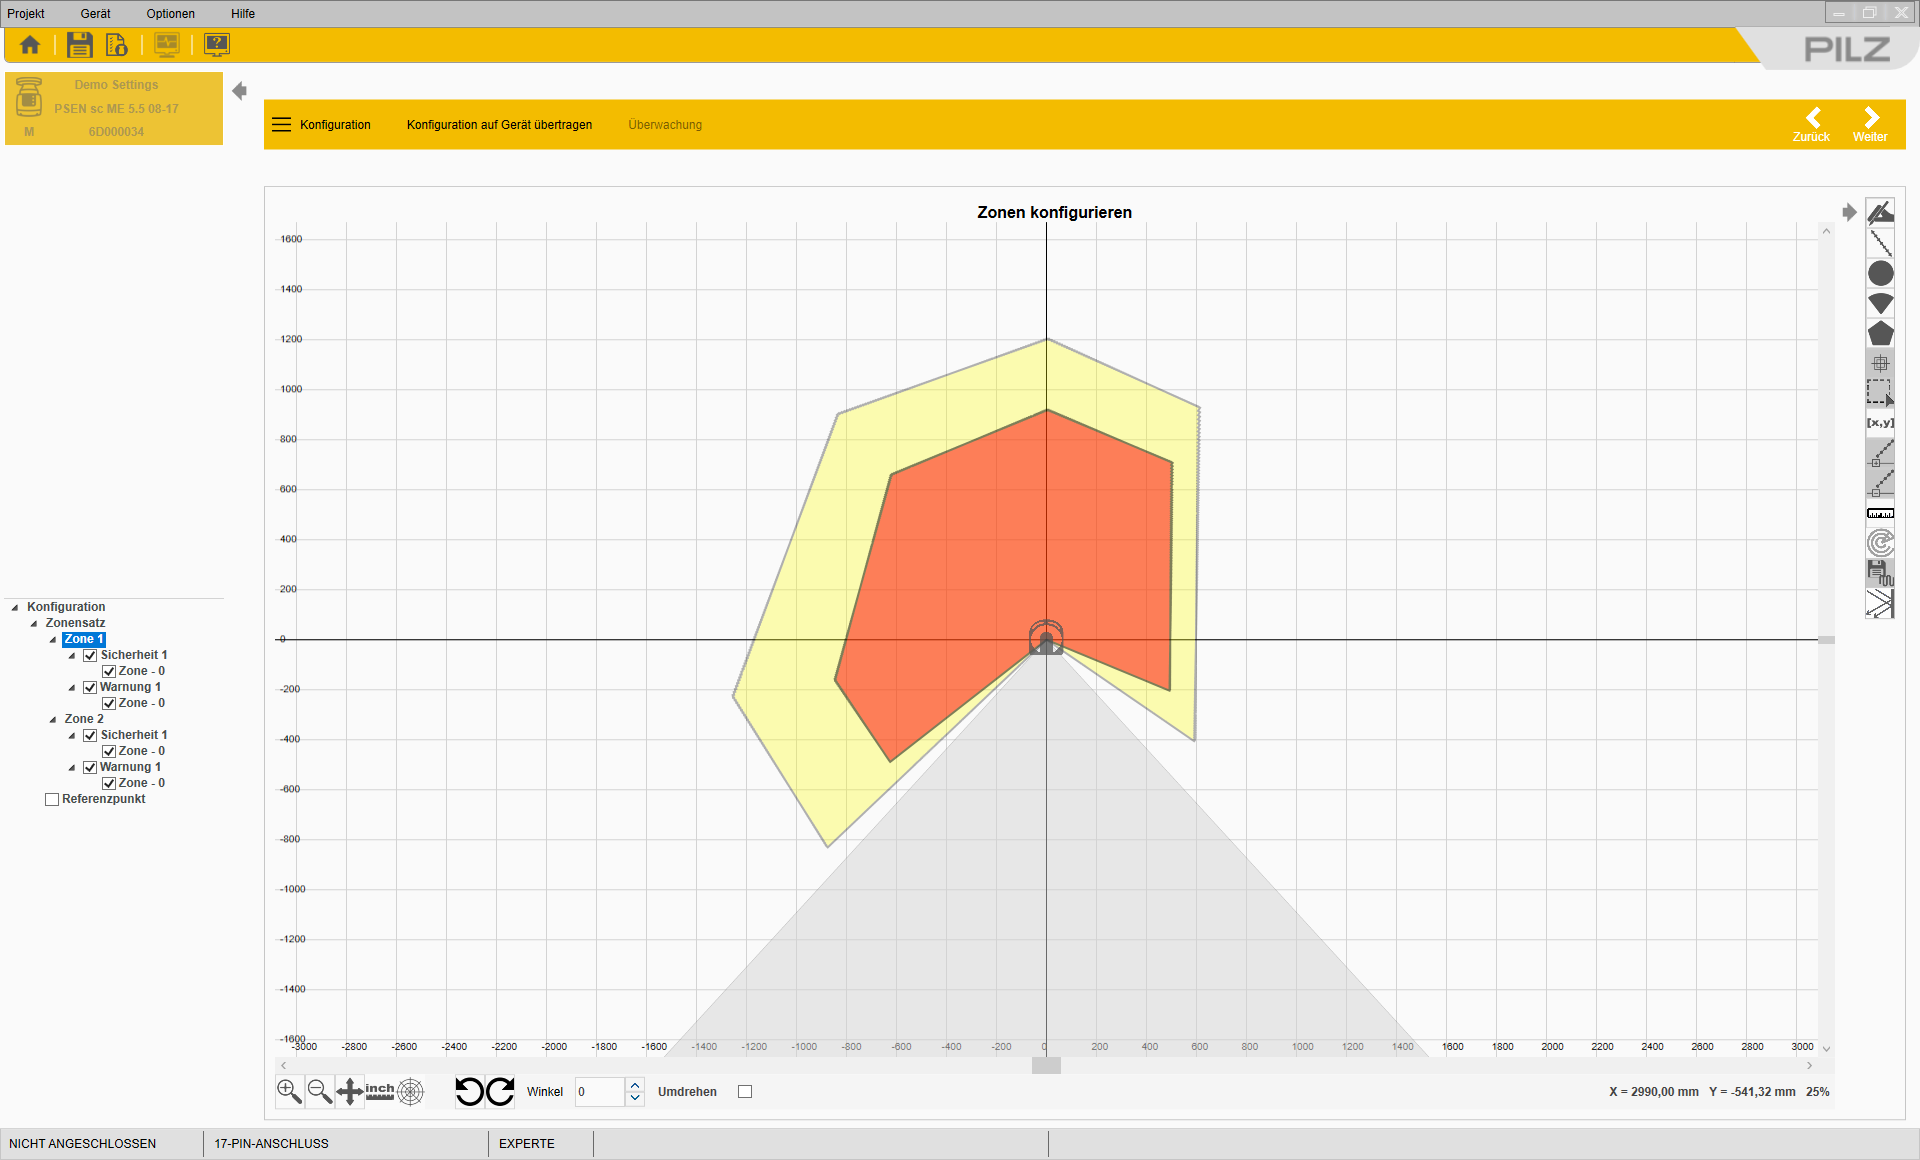 Projekt Gerät Optionen Hilfe
PILZ
Demo Settings
PSEN sc ME 5.5 08-17
M 6D000034
Konfiguration Konfiguration auf Gerät übertragen Überwachung Zurück Weiter
Zonen konfigurieren
1600
1400
1200
1000
800
600
400
200
0
-200
-400
-600
-800
-1000
-1200
-1400
-1600
-3000 -2800 -2600 -2400 -2200 -2000 -1800 -1600 -1400 -1200 -1000 -800 -600 -400 -200 0 200 400 600 800 1000 1200 1400 1600 1800 2000 2200 2400 2600 2800 3000
[x,y]
Konfiguration
Zonensatz
Zone 1
Sicherheit 1
Zone - 0
Warnung 1
Zone - 0
Zone 2
Sicherheit 1
Zone - 0
Warnung 1
Zone - 0
Referenzpunkt
inch Winkel 0 Umdrehen X = 2990,00 mm Y = -541,32 mm 25%
NICHT ANGESCHLOSSEN 17-PIN-ANSCHLUSS EXPERTE